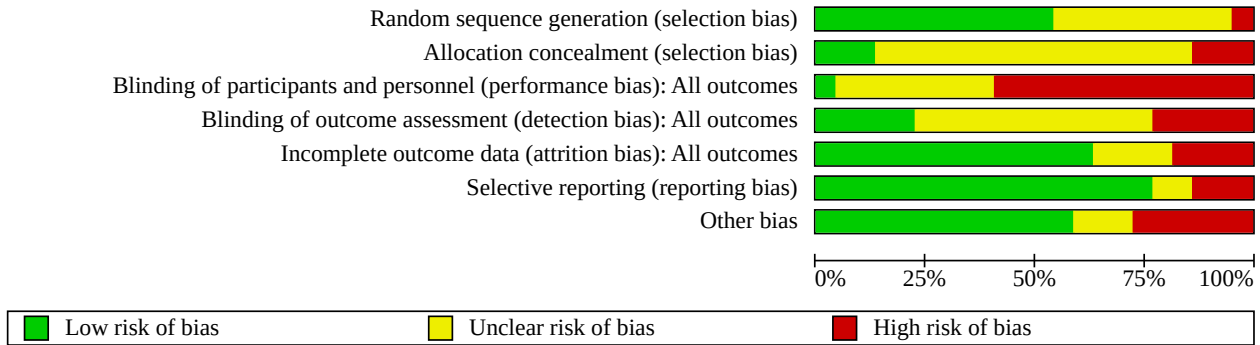 Random sequence generation (selection bias)
Allocation concealment (selection bias)
Blinding of participants and personnel (performance bias): All outcomes
Blinding of outcome assessment (detection bias): All outcomes
Incomplete outcome data (attrition bias): All outcomes
Selective reporting (reporting bias)
Other bias
0% 25% 50% 75% 100%
Low risk of bias Unclear risk of bias High risk of bias